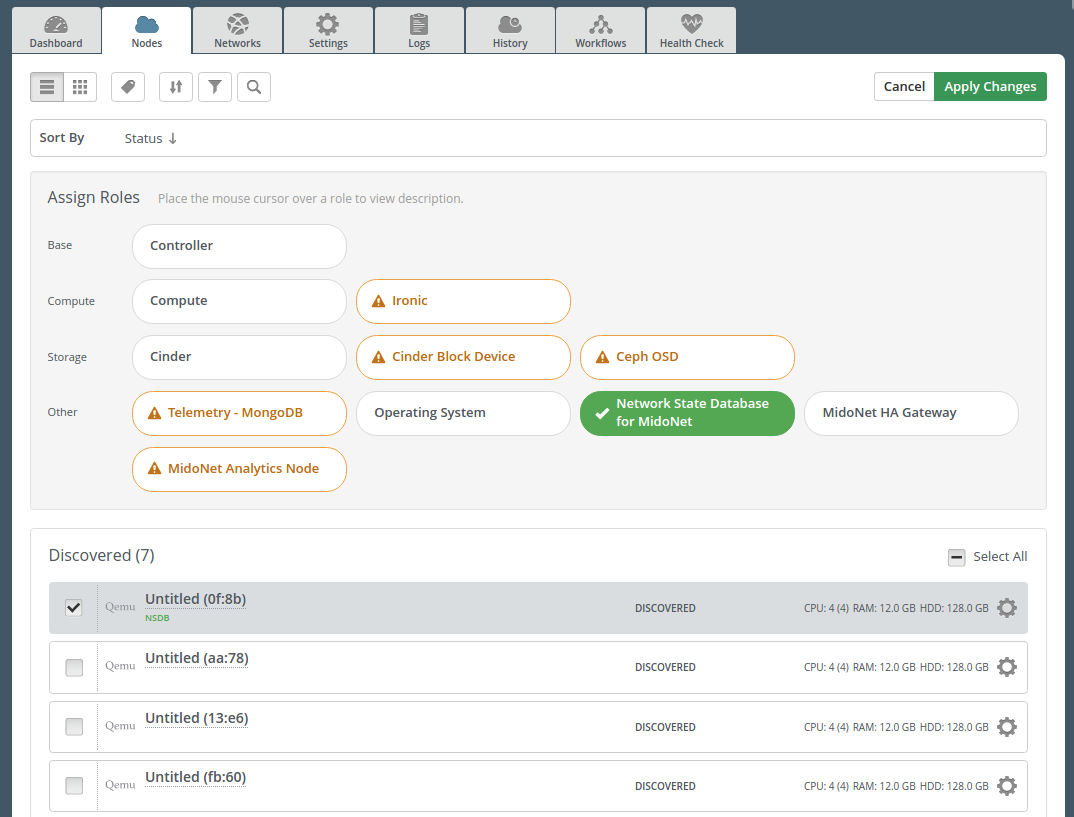 Dashboard Nodes Networks Settings Logs History Workflows Health Check
Cancel Apply Changes
Sort By Status ↓
Assign Roles Place the mouse cursor over a role to view description.
Base Controller
Compute Compute Ironic
Storage Cinder Cinder Block Device Ceph OSD
Other Telemetry - MongoDB Operating System Network State Database for MidoNet MidoNet HA Gateway
MidoNet Analytics Node
Discovered (7) Select All
Qemu Untitled (0f:8b) DISCOVERED CPU: 4 (4) RAM: 12.0 GB HDD: 128.0 GB
NSDB
Qemu Untitled (aa:78) DISCOVERED CPU: 4 (4) RAM: 12.0 GB HDD: 128.0 GB
Qemu Untitled (13:e6) DISCOVERED CPU: 4 (4) RAM: 12.0 GB HDD: 128.0 GB
Qemu Untitled (fb:60) DISCOVERED CPU: 4 (4) RAM: 12.0 GB HDD: 128.0 GB